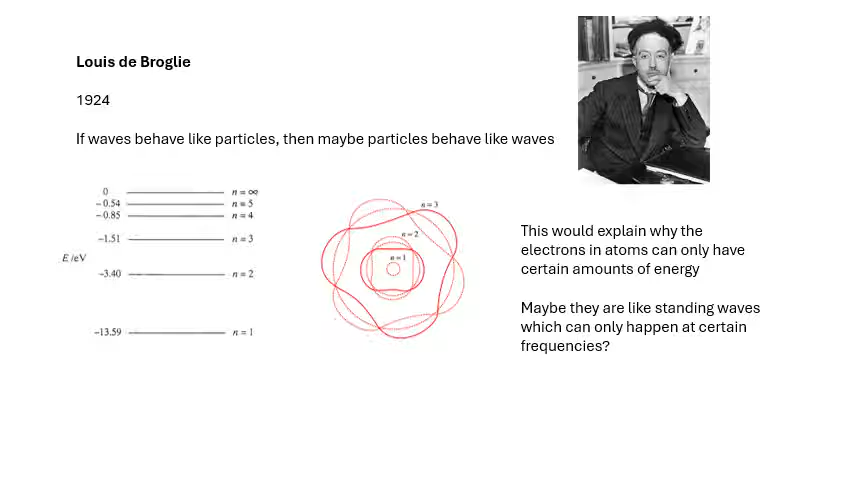 Louis de Broglie
1924
If waves behave like particles, then maybe particles behave like waves
0 n = ∞
−0.54 n = 5
−0.85 n = 4
−1.51 n = 3
E /eV
−3.40 n = 2
−13.59 n = 1
n = 3
n = 2
n = 1
This would explain why the
electrons in atoms can only have
certain amounts of energy
Maybe they are like standing waves
which can only happen at certain
frequencies?